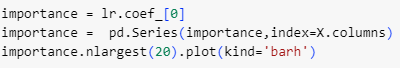 importance = lr.coef_[0]
importance =  pd.Series(importance,index=X.columns)
importance.nlargest(20).plot(kind='barh')